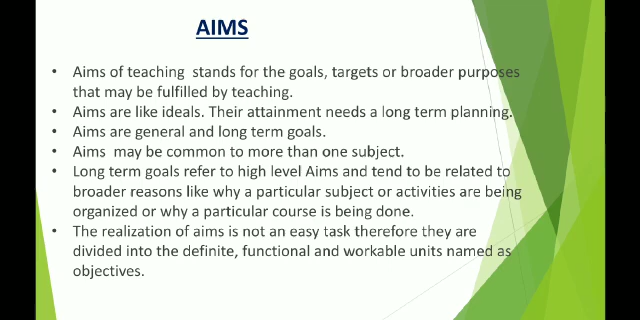 AIMS
• Aims of teaching stands for the goals, targets or broader purposes
that may be fulfilled by teaching.
• Aims are like ideals. Their attainment needs a long term planning.
• Aims are general and long term goals.
• Aims may be common to more than one subject.
• Long term goals refer to high level Aims and tend to be related to
broader reasons like why a particular subject or activities are being
organized or why a particular course is being done.
• The realization of aims is not an easy task therefore they are
divided into the definite, functional and workable units named as
objectives.